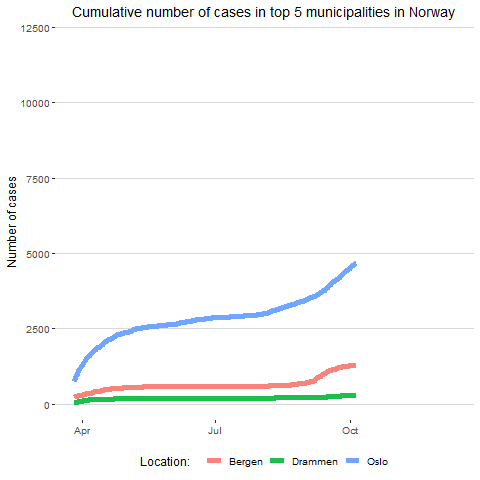 Cumulative number of cases in top 5 municipalities in Norway
12500
10000
7500
5000
2500
0
Number of cases
Apr Jul Oct
Location: Bergen Drammen Oslo